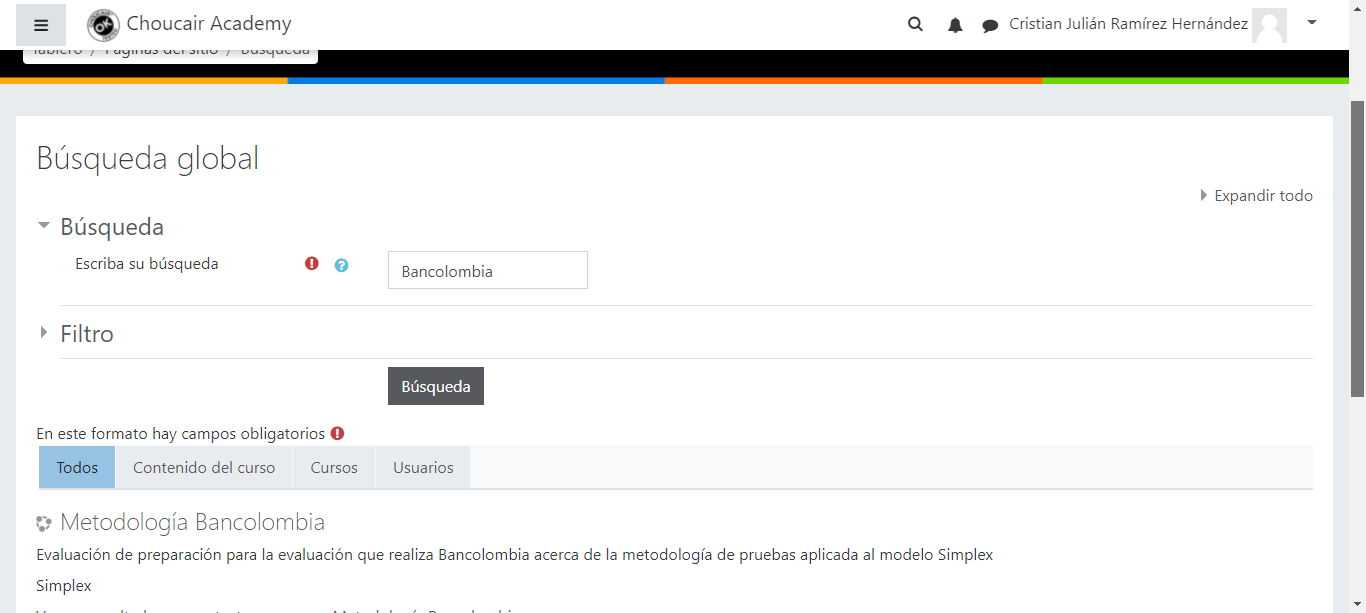 Choucair Academy
Cristian Julián Ramírez Hernández
Tablero / Páginas del sitio / Búsqueda
Búsqueda global
Expandir todo
Búsqueda
Escriba su búsqueda
Bancolombia
Filtro
Búsqueda
En este formato hay campos obligatorios
Todos Contenido del curso Cursos Usuarios
Metodología Bancolombia
Evaluación de preparación para la evaluación que realiza Bancolombia acerca de la metodología de pruebas aplicada al modelo Simplex
Simplex